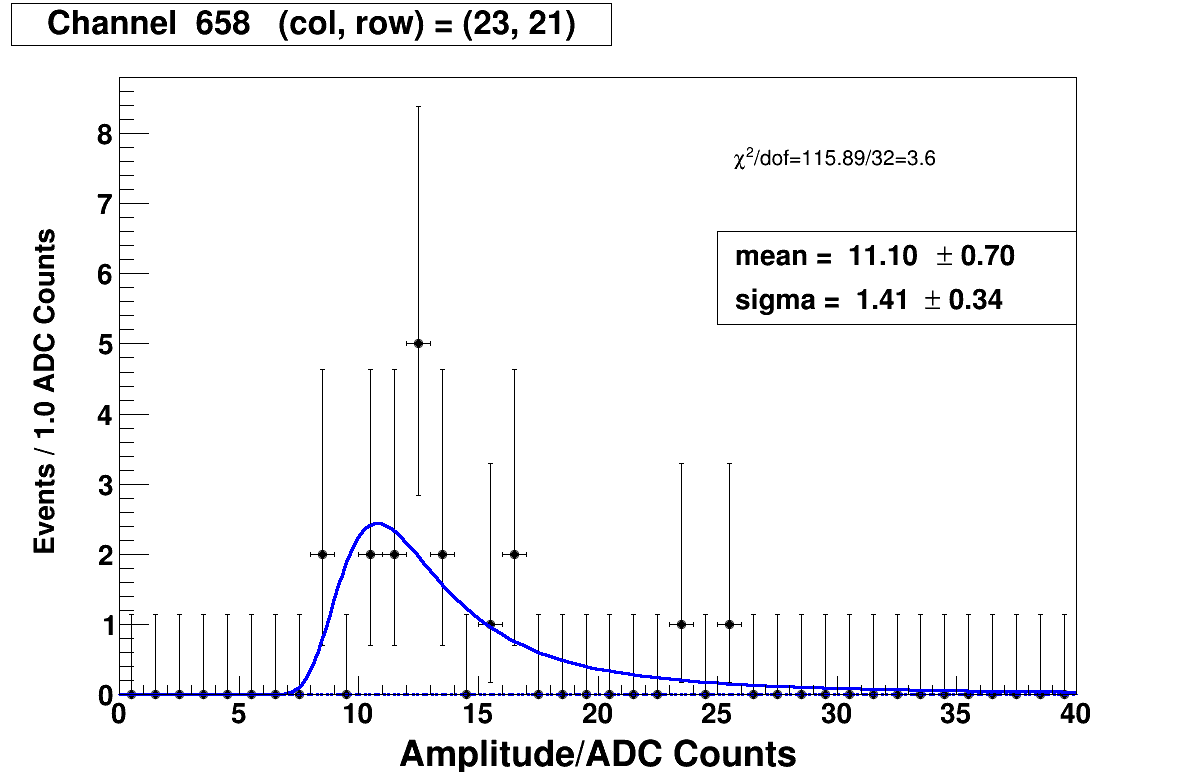 Channel 658 (col, row) = (23, 21)
χ²/dof=115.89/32=3.6
mean = 11.10 ± 0.70
sigma = 1.41 ± 0.34
Events / 1.0 ADC Counts
8
7
6
5
4
3
2
1
0
0 5 10 15 20 25 30 35 40
Amplitude/ADC Counts